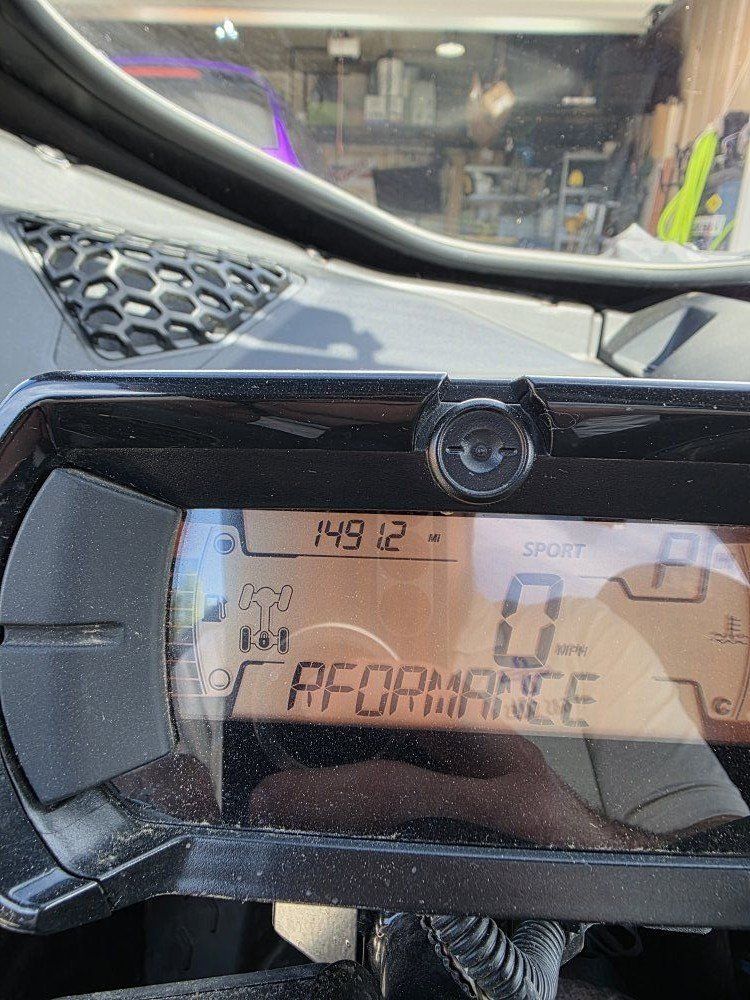 1491.2 MI
SPORT
P
0 MPH
RFORMANCE
C